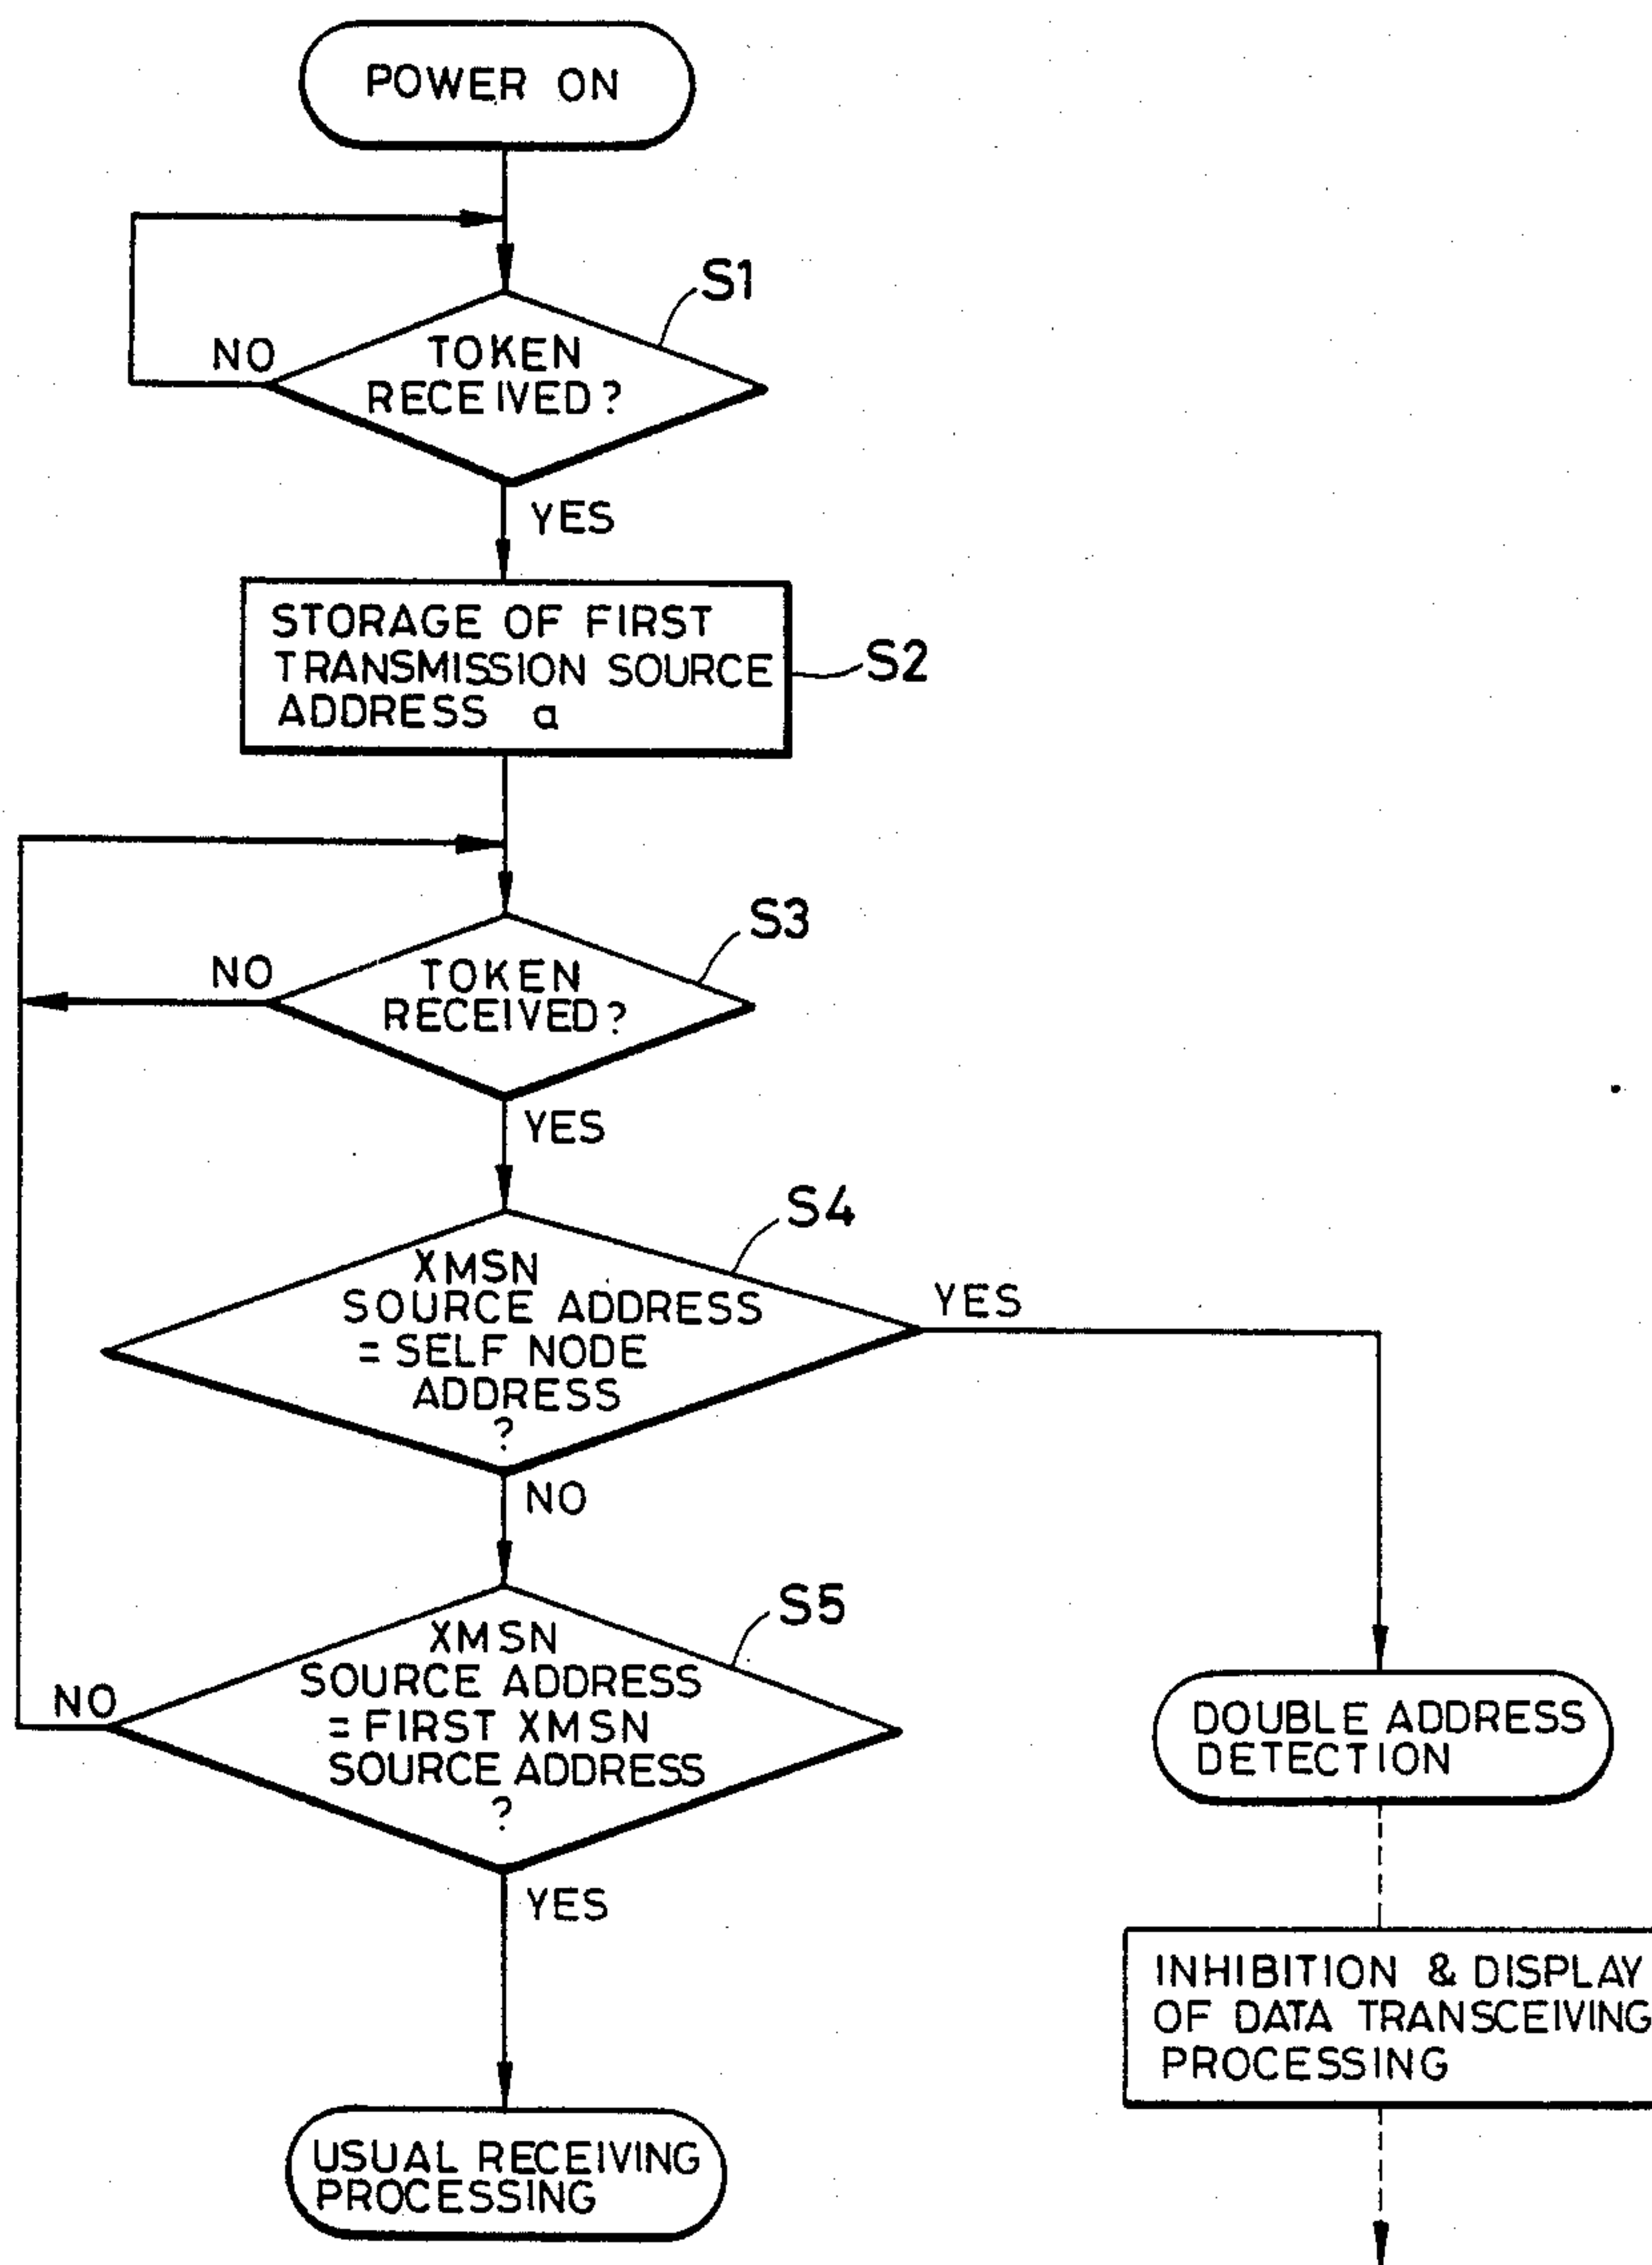 POWER ON
S1
NO
TOKEN
RECEIVED?
YES
STORAGE OF FIRST
TRANSMISSION SOURCE
ADDRESS a
S2
S3
NO
TOKEN
RECEIVED?
YES
S4
XMSN
SOURCE ADDRESS
= SELF NODE
ADDRESS
?
YES
NO
S5
XMSN
SOURCE ADDRESS
= FIRST XMSN
SOURCE ADDRESS
?
NO
YES
DOUBLE ADDRESS
DETECTION
INHIBITION & DISPLAY
OF DATA TRANSCEIVING
PROCESSING
USUAL RECEIVING
PROCESSING